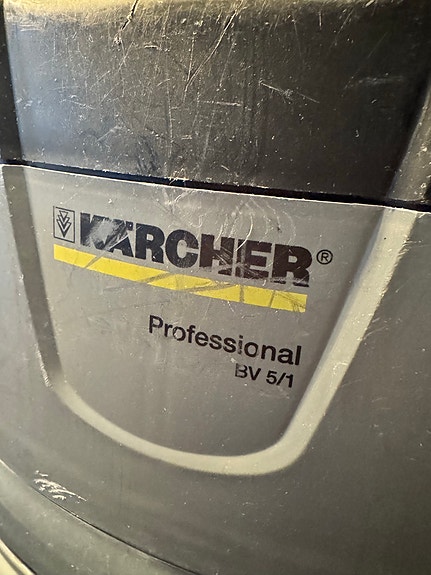 KÄRCHER®
Professional
BV 5/1